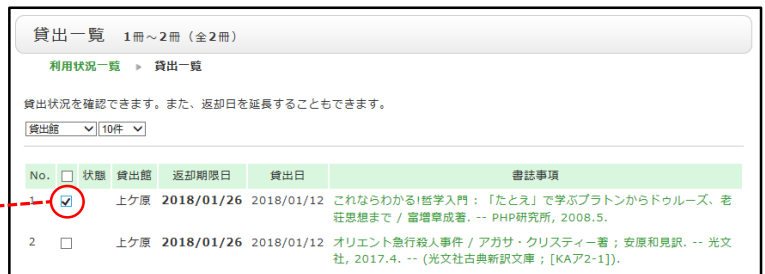 貸出一覧 1冊～2冊（全2冊）
利用状況一覧 ▶ 貸出一覧
貸出状況を確認できます。また、返却日を延長することもできます。
貸出館 10件
No. 状態 貸出館 返却期限日 貸出日 書誌事項
1 上ケ原 2018/01/26 2018/01/12 これならわかる!哲学入門 : 「たとえ」で学ぶプラトンからドゥルーズ、老
荘思想まで / 富増章成著. -- PHP研究所, 2008.5.
2 上ケ原 2018/01/26 2018/01/12 オリエント急行殺人事件 / アガサ・クリスティー著 ; 安原和見訳. -- 光文
社, 2017.4. -- (光文社古典新訳文庫 ; [KAア2-1]).